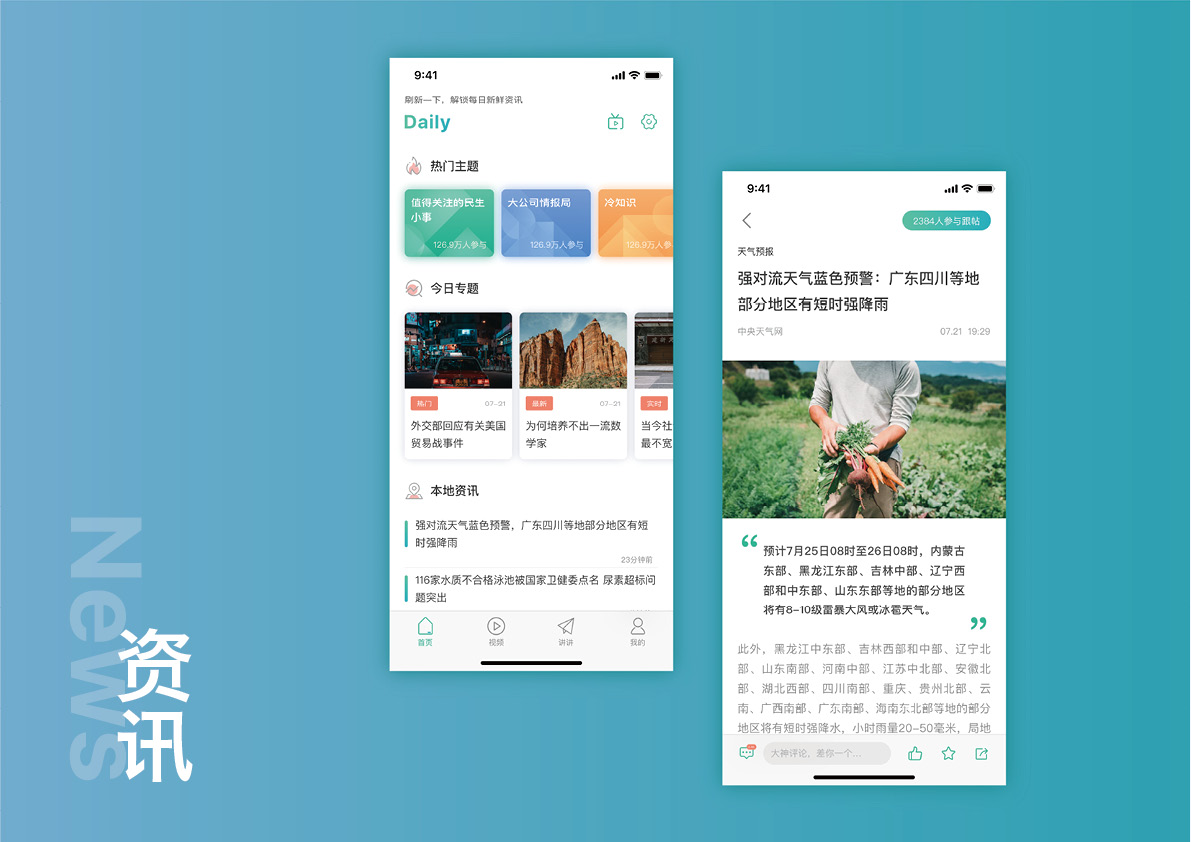 News
资讯
9:41
刷新一下，解锁每日新鲜资讯
Daily
热门主题
值得关注的民生
小事
126.9万人参与
大公司情报局
126.9万人参与
冷知识
126.9万人参
今日专题
热门
07-21
外交部回应有关美国
贸易战事件
最新
07-21
为何培养不出一流数
学家
实时
当今社
最不宽
本地资讯
强对流天气蓝色预警，广东四川等地部分地区有短
时强降雨
23分钟前
116家水质不合格泳池被国家卫健委点名 尿素超标问
题突出
首页
视频
讲讲
我的
9:41
2384人参与跟帖
天气预报
强对流天气蓝色预警：广东四川等地
部分地区有短时强降雨
中央天气网
07.21 19:29
“
预计7月25日08时至26日08时，内蒙古
东部、黑龙江东部、吉林中部、辽宁西
部和中东部、山东东部等地的部分地区
将有8-10级雷暴大风或冰雹天气。
”
此外，黑龙江中东部、吉林西部和中部、辽宁北
部、山东南部、河南中部、江苏中北部、安徽北
部、湖北西部、四川南部、重庆、贵州北部、云
南、广西南部、广东南部、海南东北部等地的部分
地区将有短时强降水，小时雨量20-50毫米，局地
大神评论，差你一个...